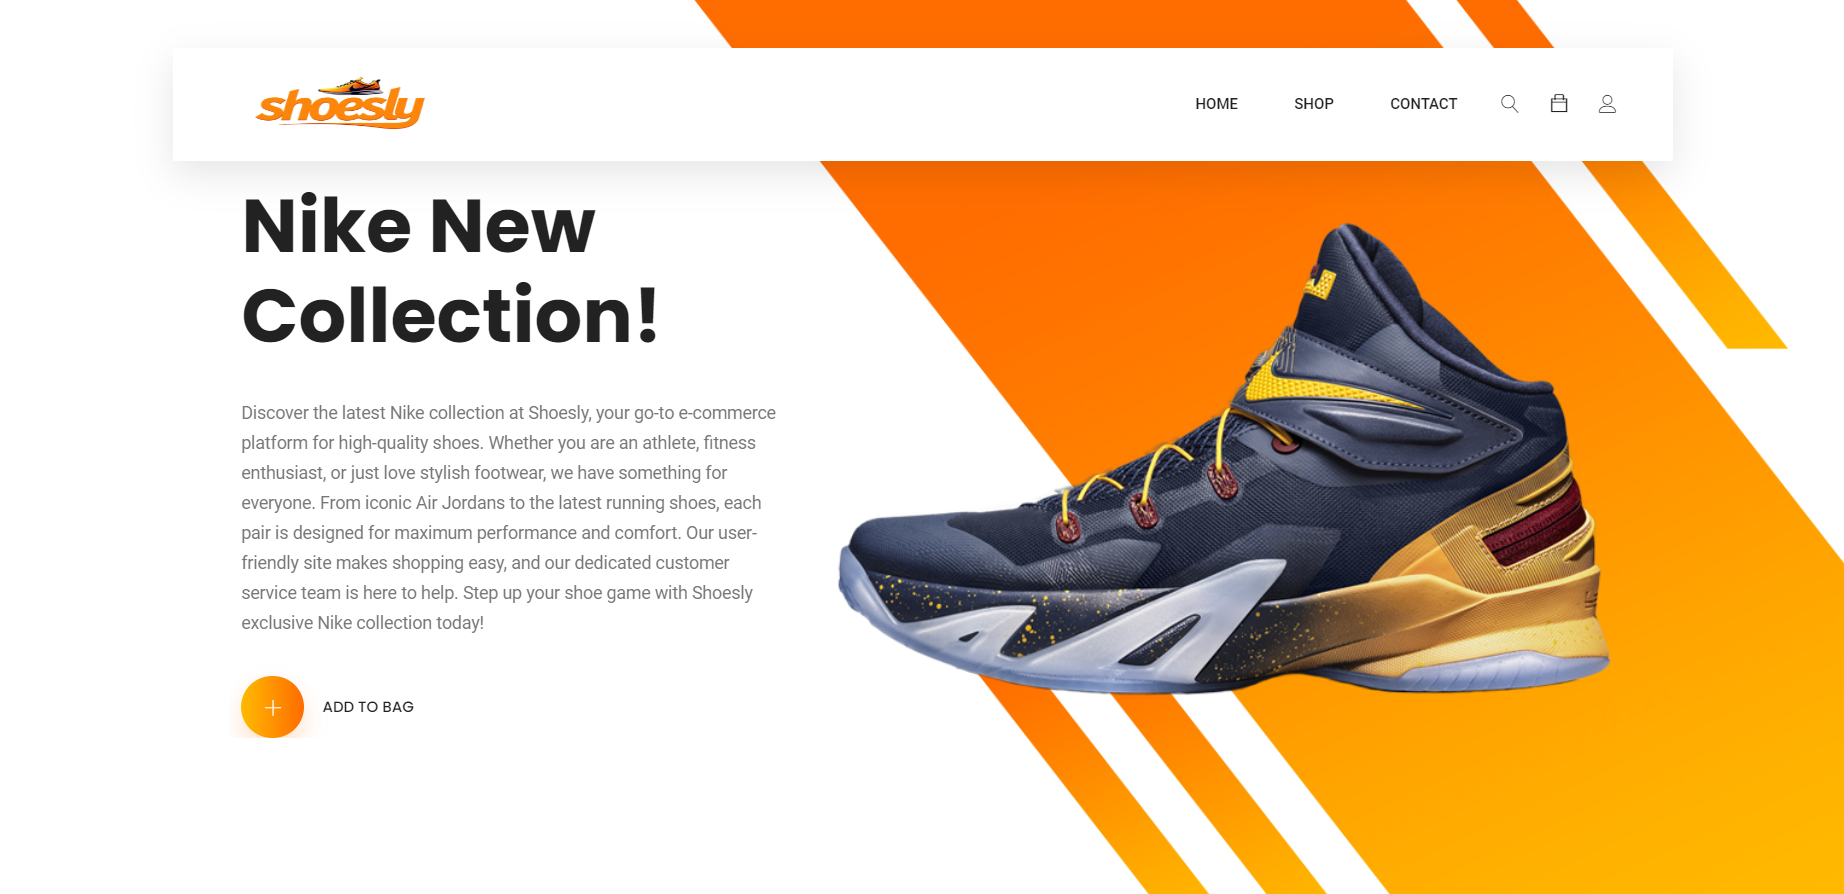 shoesly
HOME
SHOP
CONTACT
Nike New
Collection!
Discover the latest Nike collection at Shoesly, your go-to e-commerce
platform for high-quality shoes. Whether you are an athlete, fitness
enthusiast, or just love stylish footwear, we have something for
everyone. From iconic Air Jordans to the latest running shoes, each
pair is designed for maximum performance and comfort. Our user-
friendly site makes shopping easy, and our dedicated customer
service team is here to help. Step up your shoe game with Shoesly
exclusive Nike collection today!
ADD TO BAG